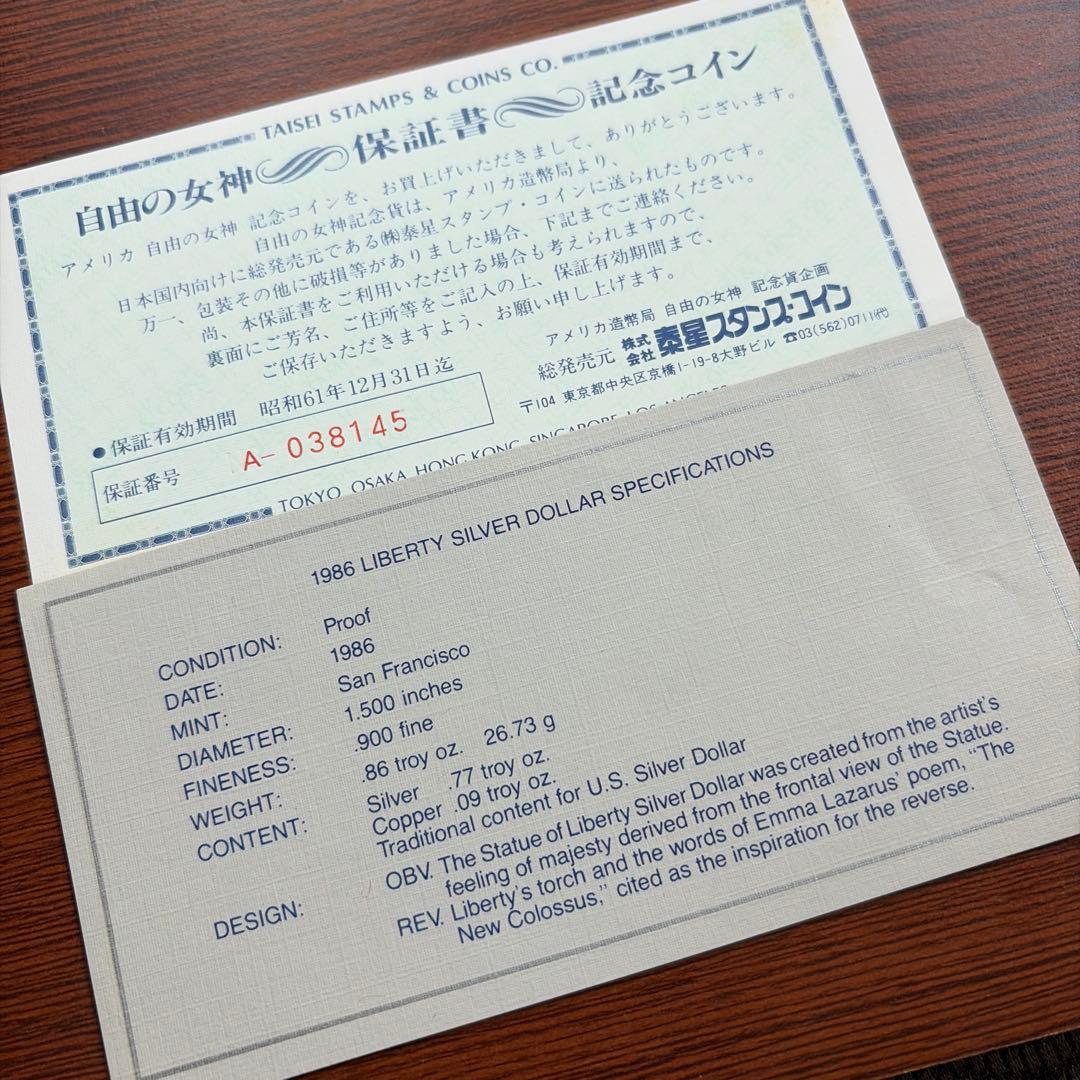 TAISEI STAMPS & COINS CO.
自由の女神 保証書 記念コイン
アメリカ 自由の女神 記念コインを、お買上げいただきまして、ありがとうございます。
自由の女神記念貨は、アメリカ造幣局より、
日本国内向けに総発売元である㈱泰星スタンプ・コインに送られたものです。
万一、包装その他に破損等がありました場合、下記までご連絡ください。
尚、本保証書をご利用いただける場合も考えられますので、
裏面にご芳名、ご住所等をご記入の上、保証有効期間まで、
ご保存いただきますよう、お願い申し上げます。
●保証有効期間 昭和61年12月31日迄
保証番号 A-038145
アメリカ造幣局 自由の女神 記念貨企画
総発売元 株式会社 泰星スタンプ・コイン
〒104 東京都中央区京橋1-19-8大野ビル ☎03(562)0711㈹
TOKYO OSAKA HONG KONG SINGAPORE LOS ANGELES
1986 LIBERTY SILVER DOLLAR SPECIFICATIONS
CONDITION: Proof
DATE: 1986
MINT: San Francisco
DIAMETER: 1.500 inches
FINENESS: .900 fine
WEIGHT: .86 troy oz. 26.73 g
CONTENT: Silver .77 troy oz.
Copper .09 troy oz.
Traditional content for U.S. Silver Dollar
DESIGN: OBV. The Statue of Liberty Silver Dollar was created from the artist's
feeling of majesty derived from the frontal view of the Statue.
REV. Liberty's torch and the words of Emma Lazarus' poem, "The
New Colossus," cited as the inspiration for the reverse.